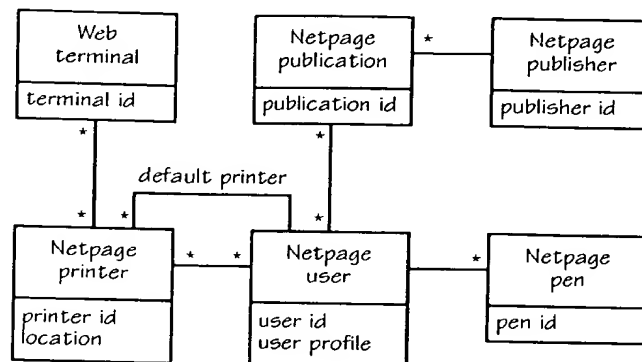 Web
terminal
terminal id
Netpage
publication
publication id
*
Netpage
publisher
publisher id
*
*
default printer
*
*
*
Netpage
printer
printer id
location
*
*
Netpage
user
user id
user profile
*
Netpage
pen
pen id